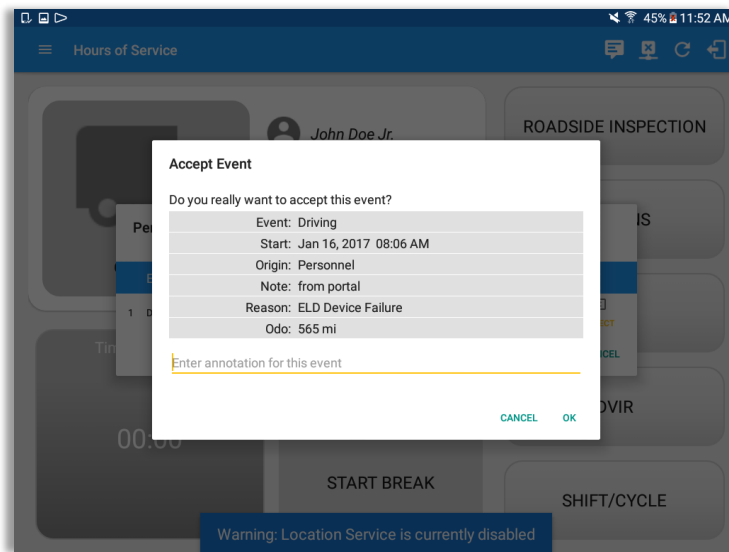 45% 11:52 AM
Hours of Service
John Doe Jr.
ROADSIDE INSPECTION
Accept Event
Do you really want to accept this event?
Event: Driving
Start: Jan 16, 2017 08:06 AM
Origin: Personnel
Note: from portal
Reason: ELD Device Failure
Odo: 565 mi
Enter annotation for this event
CANCEL OK
1 D
00:00
START BREAK
SHIFT/CYCLE
Warning: Location Service is currently disabled